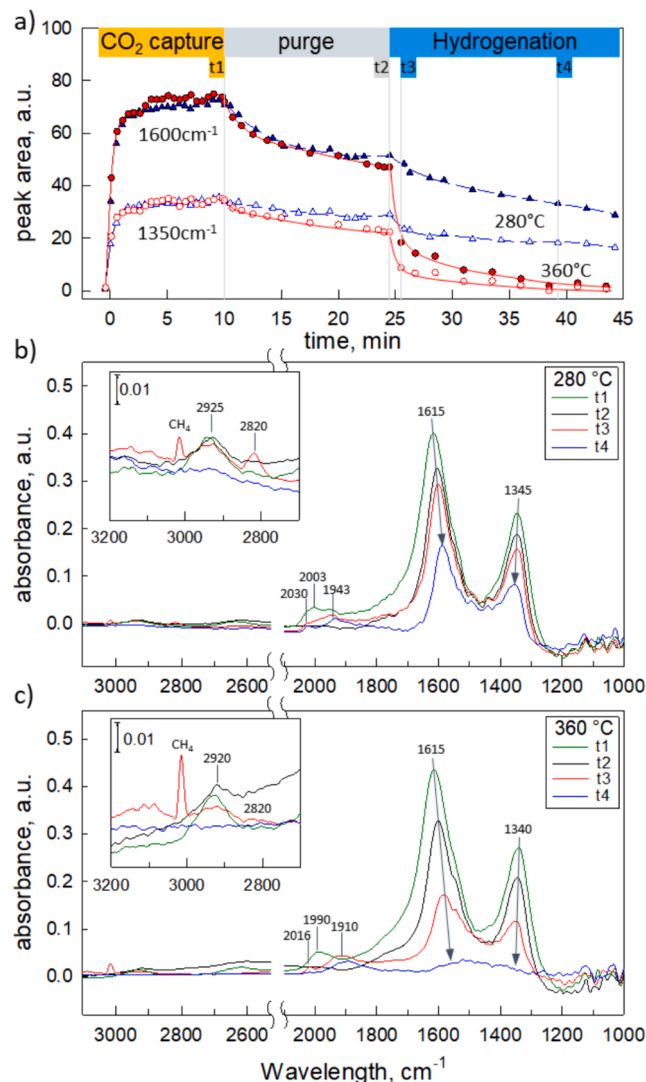 a)
CO₂ capture purge Hydrogenation
t1 t2 t3 t4
100
80
60
40
20
0
peak area, a.u.
1600cm⁻¹
1350cm⁻¹
280°C
360°C
0 5 10 15 20 25 30 35 40 45
time, min
b)
0.5
0.4
0.3
0.2
0.1
0.0
absorbance, a.u.
0.01
CH₄
2925
2820
3200 3000 2800
2030
2003
1943
1615
1345
280 °C
t1
t2
t3
t4
3000 2800 2600 2000 1800 1600 1400 1200 1000
c)
0.5
0.4
0.3
0.2
0.1
0.0
absorbance, a.u.
0.01
CH₄
2920
2820
3200 3000 2800
2016
1990
1910
1615
1340
360 °C
t1
t2
t3
t4
3000 2800 2600 2000 1800 1600 1400 1200 1000
Wavelength, cm⁻¹